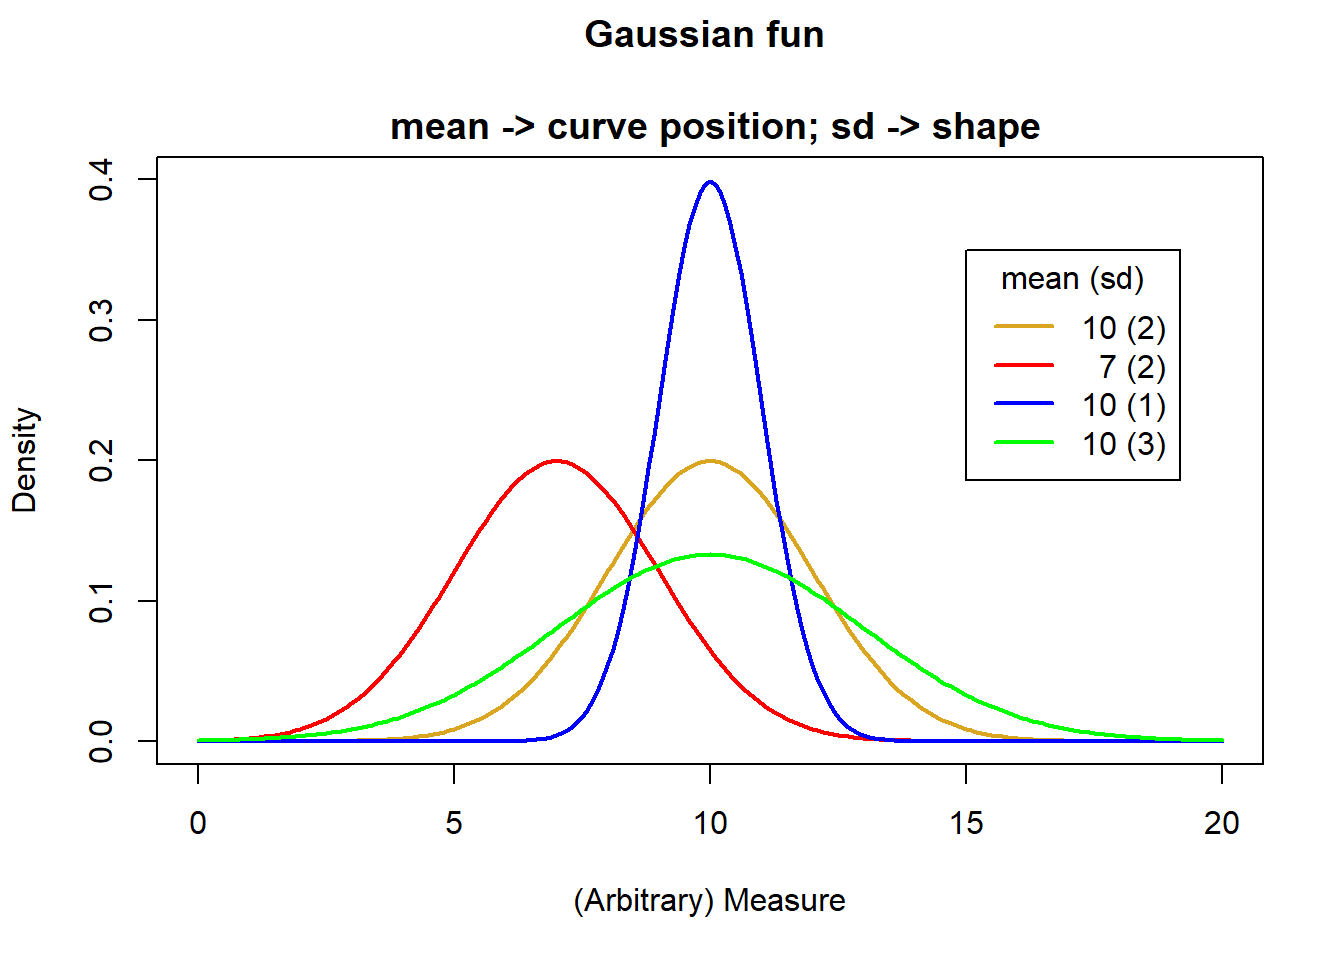 Gaussian fun
mean -> curve position; sd -> shape
Density
0.0
0.1
0.2
0.3
0.4
mean (sd)
10 (2)
7 (2)
10 (1)
10 (3)
0 5 10 15 20
(Arbitrary) Measure